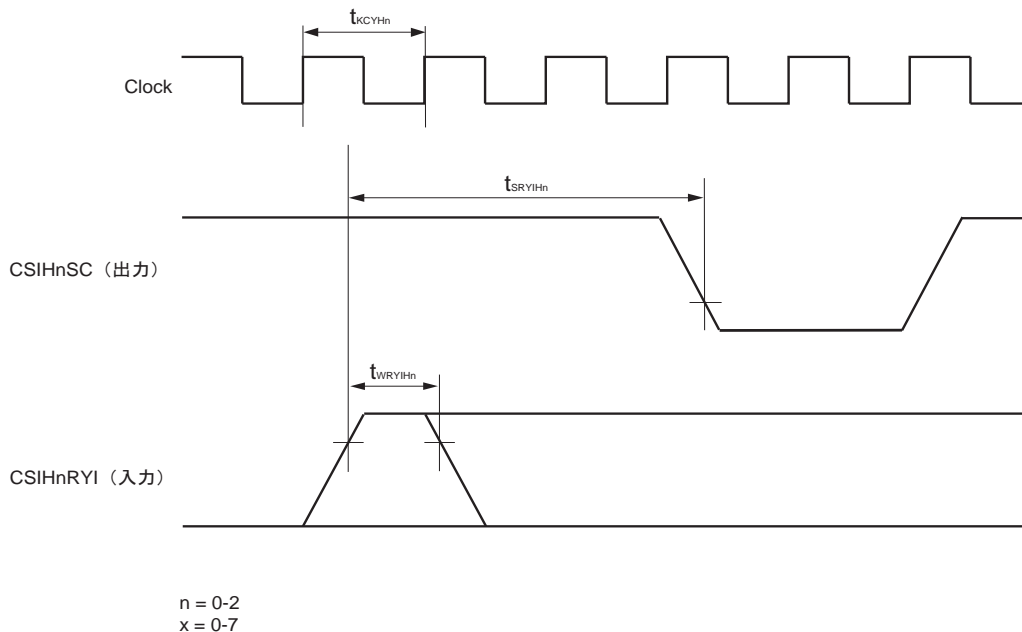 tKCYHn
Clock
tSRYIHn
CSIHnSC（出力）
tWRYIHn
CSIHnRYI（入力）
n = 0-2
x = 0-7